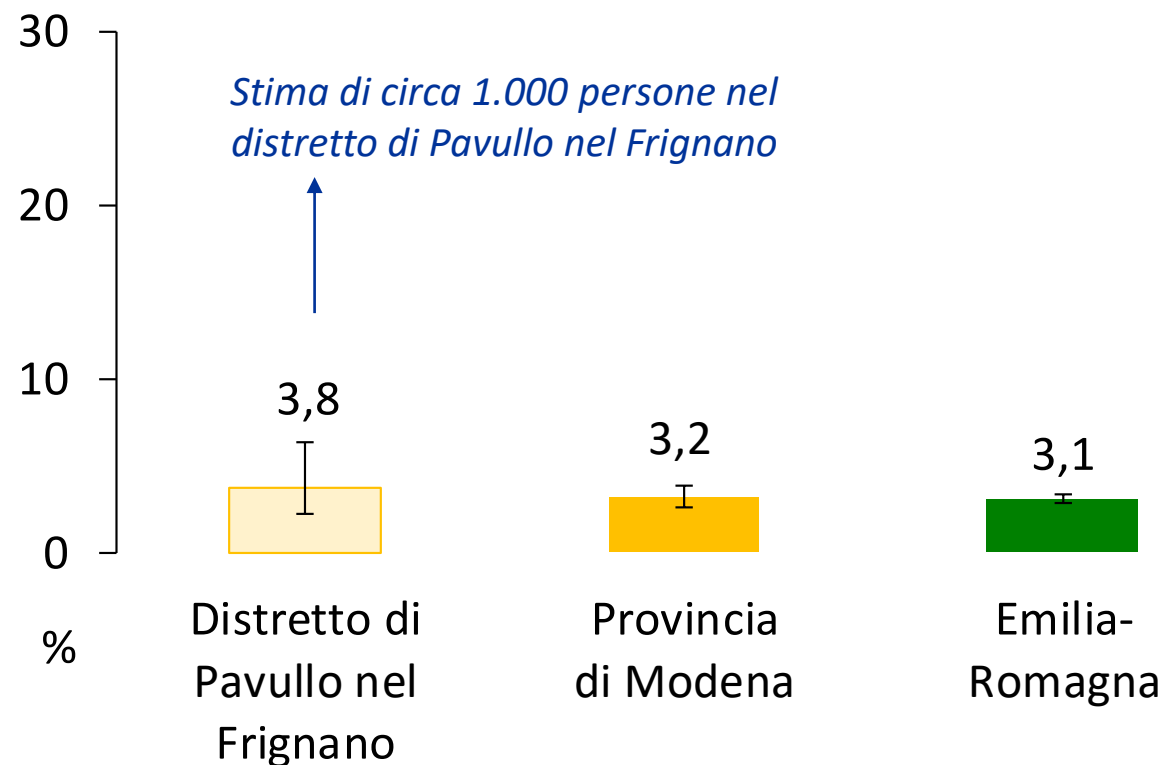 30
Stima di circa 1.000 persone nel
distretto di Pavullo nel Frignano
20
10
3,8
3,2
3,1
0
%
Distretto di
Pavullo nel
Frignano
Provincia
di Modena
Emilia-
Romagna